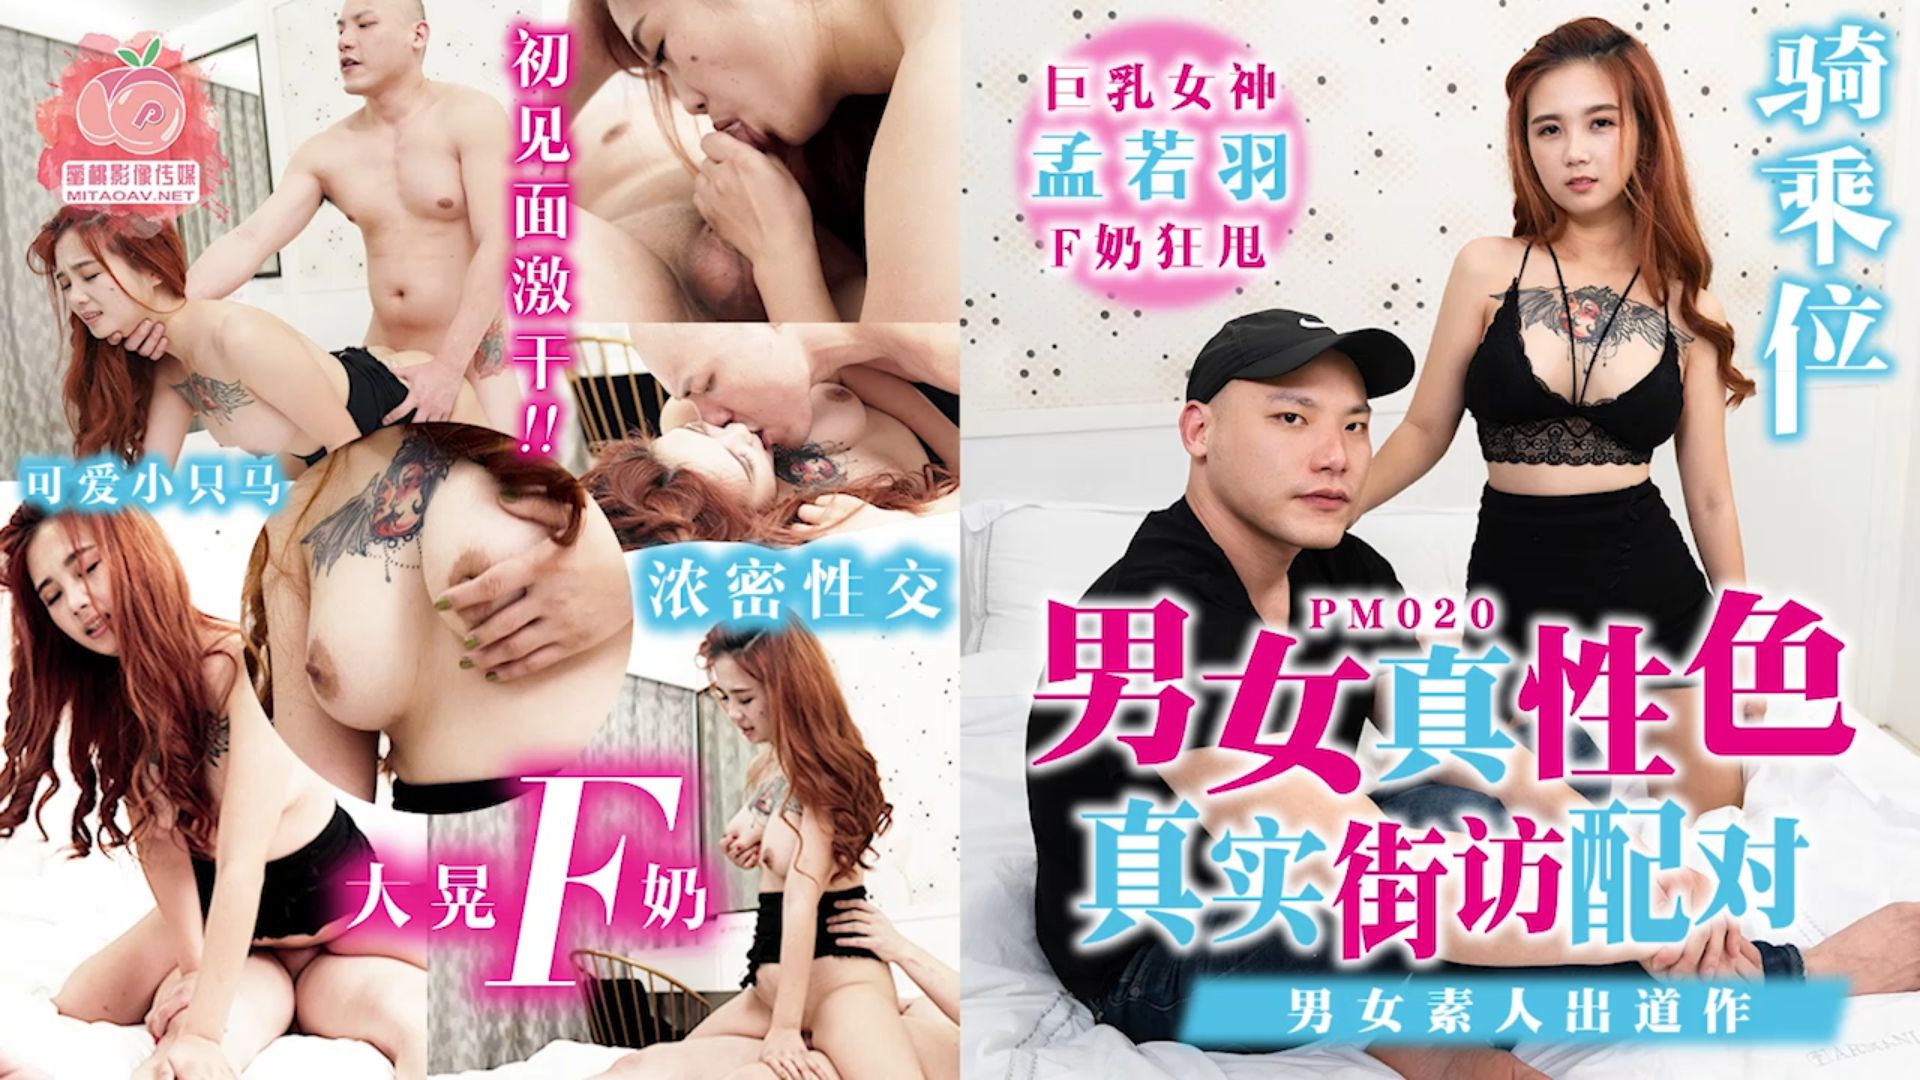 蜜桃影像传媒
MITAOAV.NET
初见面激干!!
可爱小只马
浓密性交
大晃F奶
巨乳女神
孟若羽
F奶狂甩
骑乘位
PM020
男女真性色
真实街访配对
男女素人出道作